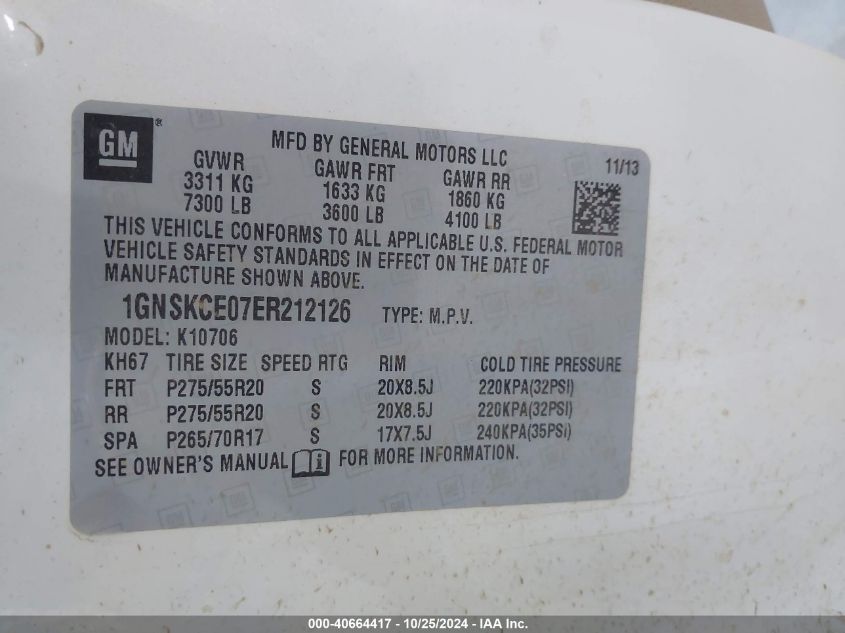 GM®
MFD BY GENERAL MOTORS LLC
11/13
GVWR GAWR FRT GAWR RR
3311 KG 1633 KG 1860 KG
7300 LB 3600 LB 4100 LB
THIS VEHICLE CONFORMS TO ALL APPLICABLE U.S. FEDERAL MOTOR
VEHICLE SAFETY STANDARDS IN EFFECT ON THE DATE OF
MANUFACTURE SHOWN ABOVE.
1GNSKCE07ER212126 TYPE: M.P.V.
MODEL: K10706
KH67 TIRE SIZE SPEED RTG RIM COLD TIRE PRESSURE
FRT P275/55R20 S 20X8.5J 220KPA(32PSI)
RR P275/55R20 S 20X8.5J 220KPA(32PSI)
SPA P265/70R17 S 17X7.5J 240KPA(35PSI)
SEE OWNER'S MANUAL FOR MORE INFORMATION.
000-40664417 - 10/25/2024 - IAA Inc.